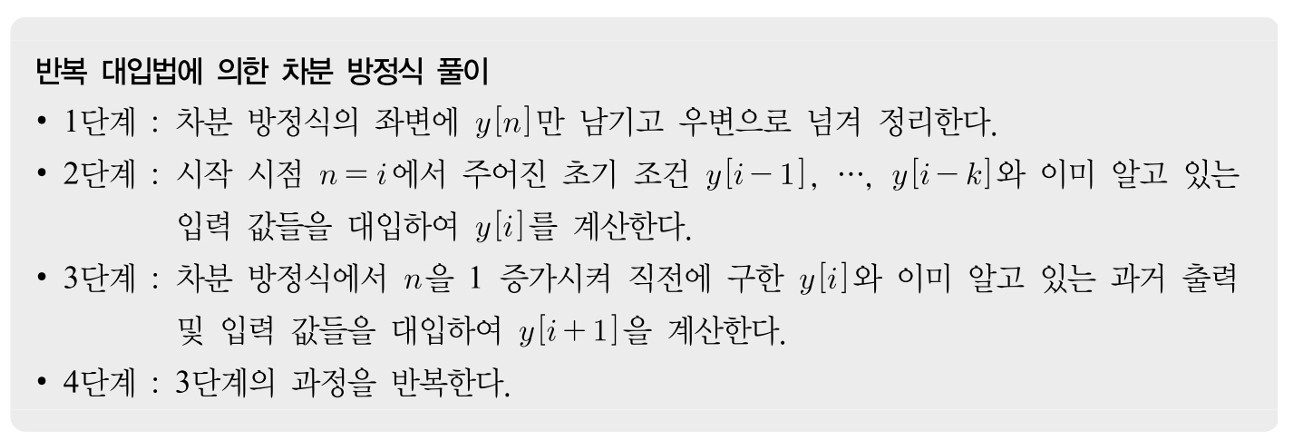 반복 대입법에 의한 차분 방정식 풀이
• 1단계 : 차분 방정식의 좌변에 y[n]만 남기고 우변으로 넘겨 정리한다.
• 2단계 : 시작 시점 n=i에서 주어진 초기 조건 y[i−1], ⋯, y[i−k]와 이미 알고 있는
입력 값들을 대입하여 y[i]를 계산한다.
• 3단계 : 차분 방정식에서 n을 1 증가시켜 직전에 구한 y[i]와 이미 알고 있는 과거 출력
및 입력 값들을 대입하여 y[i+1]을 계산한다.
• 4단계 : 3단계의 과정을 반복한다.